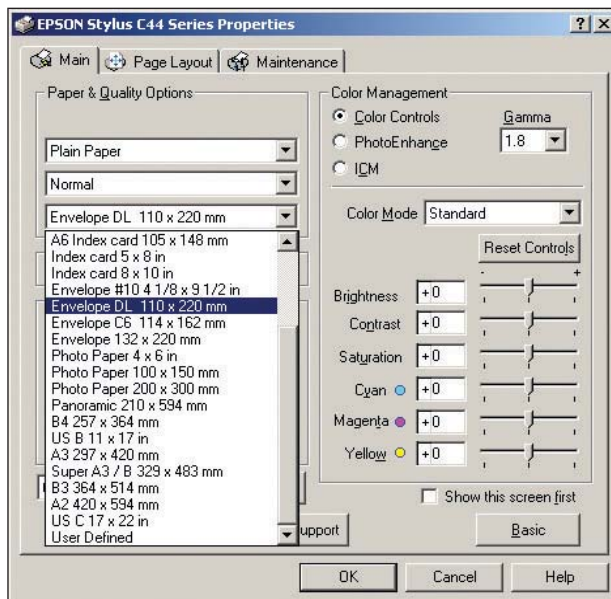 EPSON Stylus C44 Series Properties
Main
Page Layout
Maintenance
Paper & Quality Options
Plain Paper
Normal
Envelope DL 110 x 220 mm
A6 Index card 105 x 148 mm
Index card 5 x 8 in
Index card 8 x 10 in
Envelope #10 4 1/8 x 9 1/2 in
Envelope DL 110 x 220 mm
Envelope C6 114 x 162 mm
Envelope 132 x 220 mm
Photo Paper 4 x 6 in
Photo Paper 100 x 150 mm
Photo Paper 200 x 300 mm
Panoramic 210 x 594 mm
B4 257 x 364 mm
US B 11 x 17 in
A3 297 x 420 mm
Super A3 / B 329 x 483 mm
B3 364 x 514 mm
A2 420 x 594 mm
US C 17 x 22 in
User Defined
upport
Color Management
Color Controls
PhotoEnhance
ICM
Gamma
1.8
Color Mode Standard
Reset Controls
- +
Brightness +0
Contrast +0
Saturation +0
Cyan +0
Magenta +0
Yellow +0
Show this screen first
Basic
OK
Cancel
Help